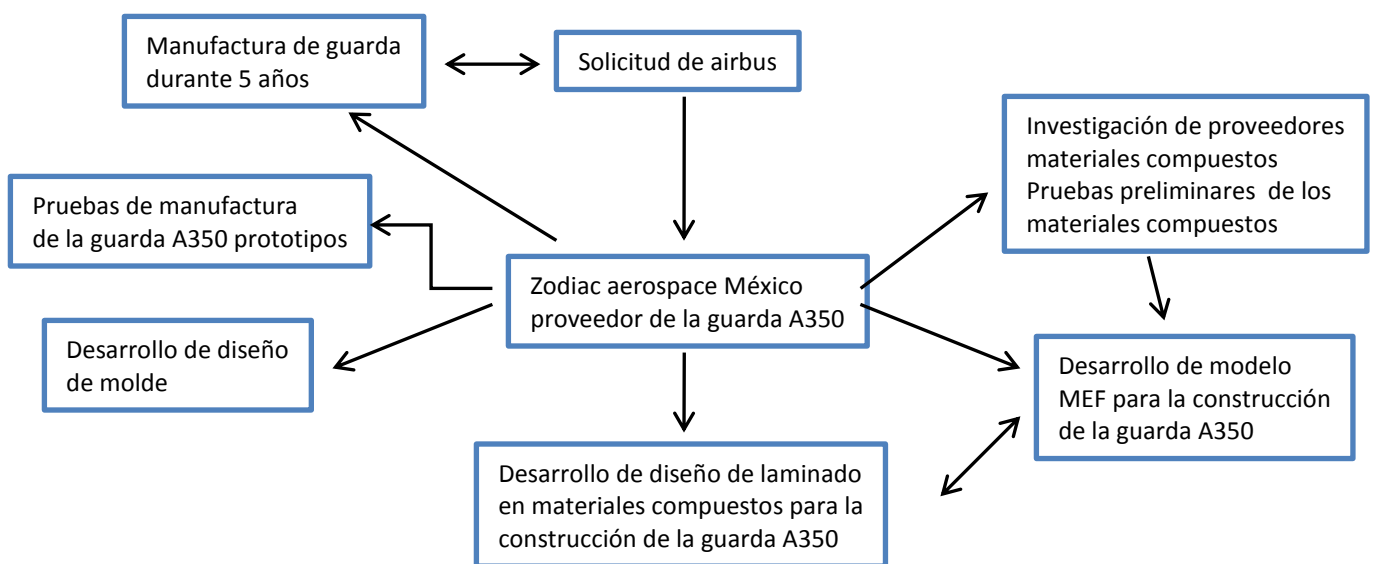 Manufactura de guarda
durante 5 años
Solicitud de airbus
Investigación de proveedores
materiales compuestos
Pruebas preliminares de los
materiales compuestos
Pruebas de manufactura
de la guarda A350 prototipos
Zodiac aerospace México
proveedor de la guarda A350
Desarrollo de diseño
de molde
Desarrollo de modelo
MEF para la construcción
de la guarda A350
Desarrollo de diseño de laminado
en materiales compuestos para la
construcción de la guarda A350